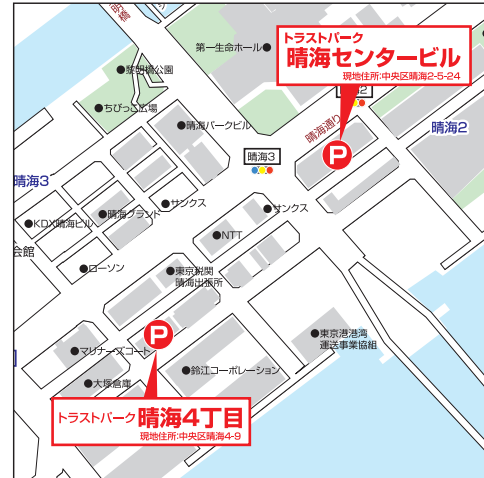 トラストパーク
晴海センタービル
現地住所:中央区晴海2-5-24
第一生命ホール
黎明橋公園
ちびっこ広場
晴海パークビル
晴海通り
晴海2
晴海3
晴海3
P
サンクス
サンクス
KDX晴海ビル
晴海グランド
会館
NTT
ローソン
東京税関
晴海出張所
P
マリナーズコート
東京港港湾
運送事業協組
大塚倉庫
鈴江コーポレーション
トラストパーク 晴海4丁目
現地住所:中央区晴海4-9